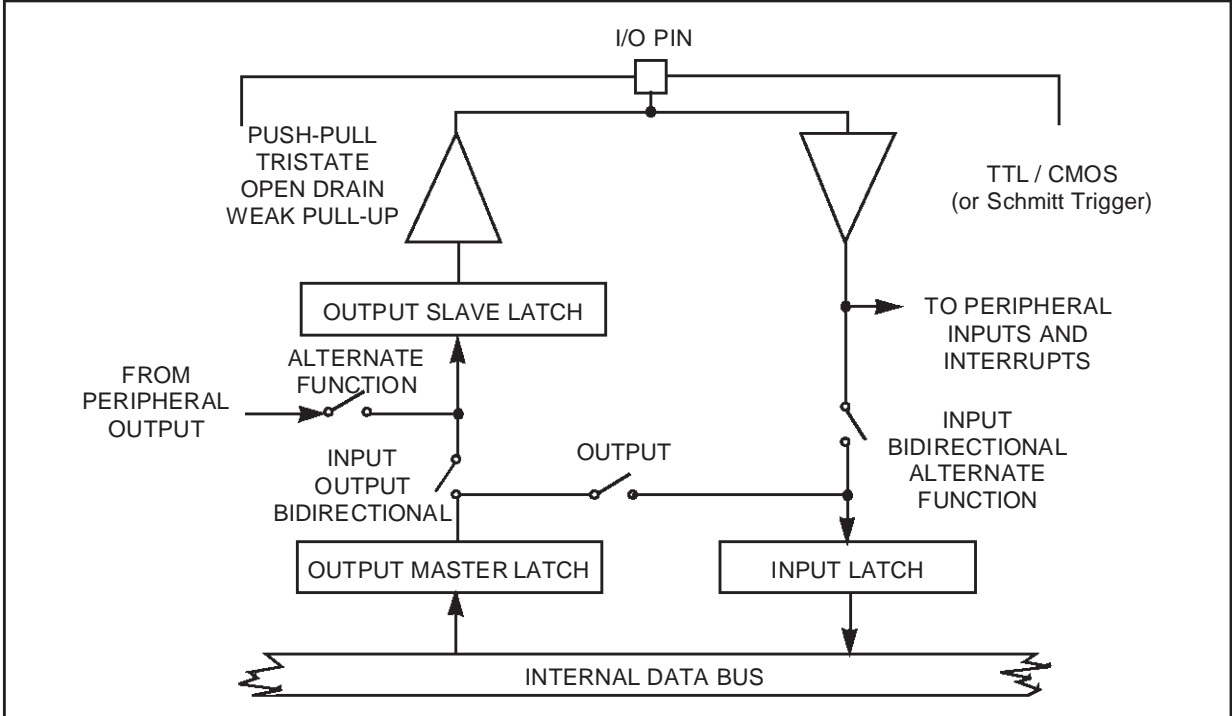 I/O PIN
PUSH-PULL
TRISTATE
OPEN DRAIN
WEAK PULL-UP
TTL / CMOS
(or Schmitt Trigger)
OUTPUT SLAVE LATCH
TO PERIPHERAL
INPUTS AND
INTERRUPTS
ALTERNATE
FUNCTION
FROM
PERIPHERAL
OUTPUT
INPUT
OUTPUT
BIDIRECTIONAL
OUTPUT
INPUT
BIDIRECTIONAL
ALTERNATE
FUNCTION
OUTPUT MASTER LATCH
INPUT LATCH
INTERNAL DATA BUS